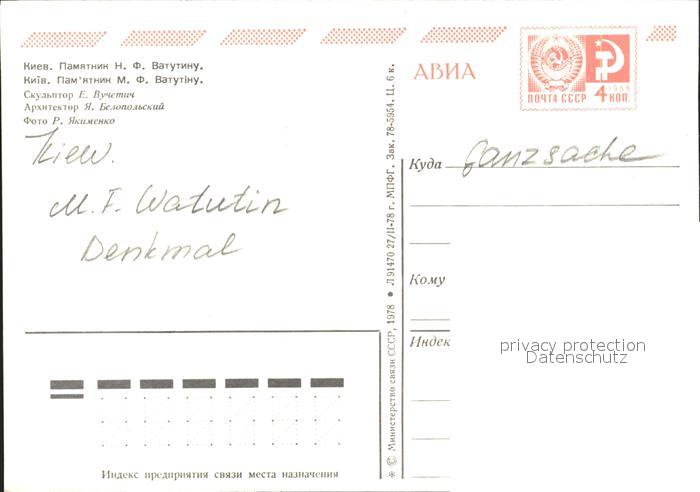 Киев. Памятник Н. Ф. Ватутину.
Київ. Пам'ятник М. Ф. Ватутіну.
Скульптор Е. Вучетич
Архитектор Я. Белопольский
Фото Р. Якименко
Kiew.
M. F. Watutin
Denkmal
Индекс предприятия связи места назначения
✳ © Министерство связи СССР, 1978 ● Л 91470 27/II-78 г. МПФГ. Зак. 78-5954. Ц. 6 к.
АВИА
ПОЧТА СССР 4 КОП.
1966
Куда Ganzsache
Кому
Индек
privacy protection
Datenschutz